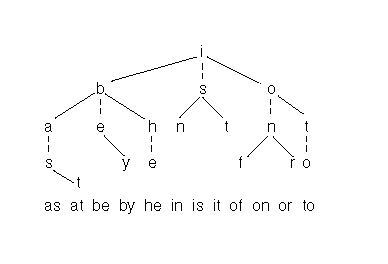 i
b s o
a e h n t n t
s y e f r o
t
as at be by he in is it of on or to